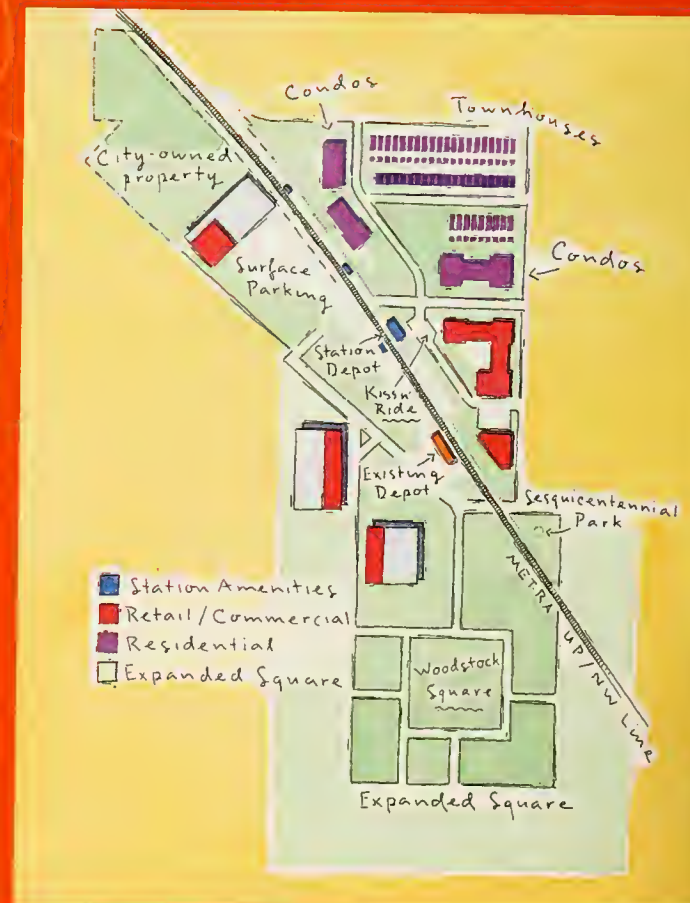 Condos
Townhouses
City-owned
property
Condos
Surface
Parking
Station
Depot
Kiss n'
Ride
Existing
Depot
Sesquicentennial
Park
METRA UP/NW Line
Station Amenities
Retail/Commercial
Residential
Expanded Square
Woodstock
Square
Expanded Square